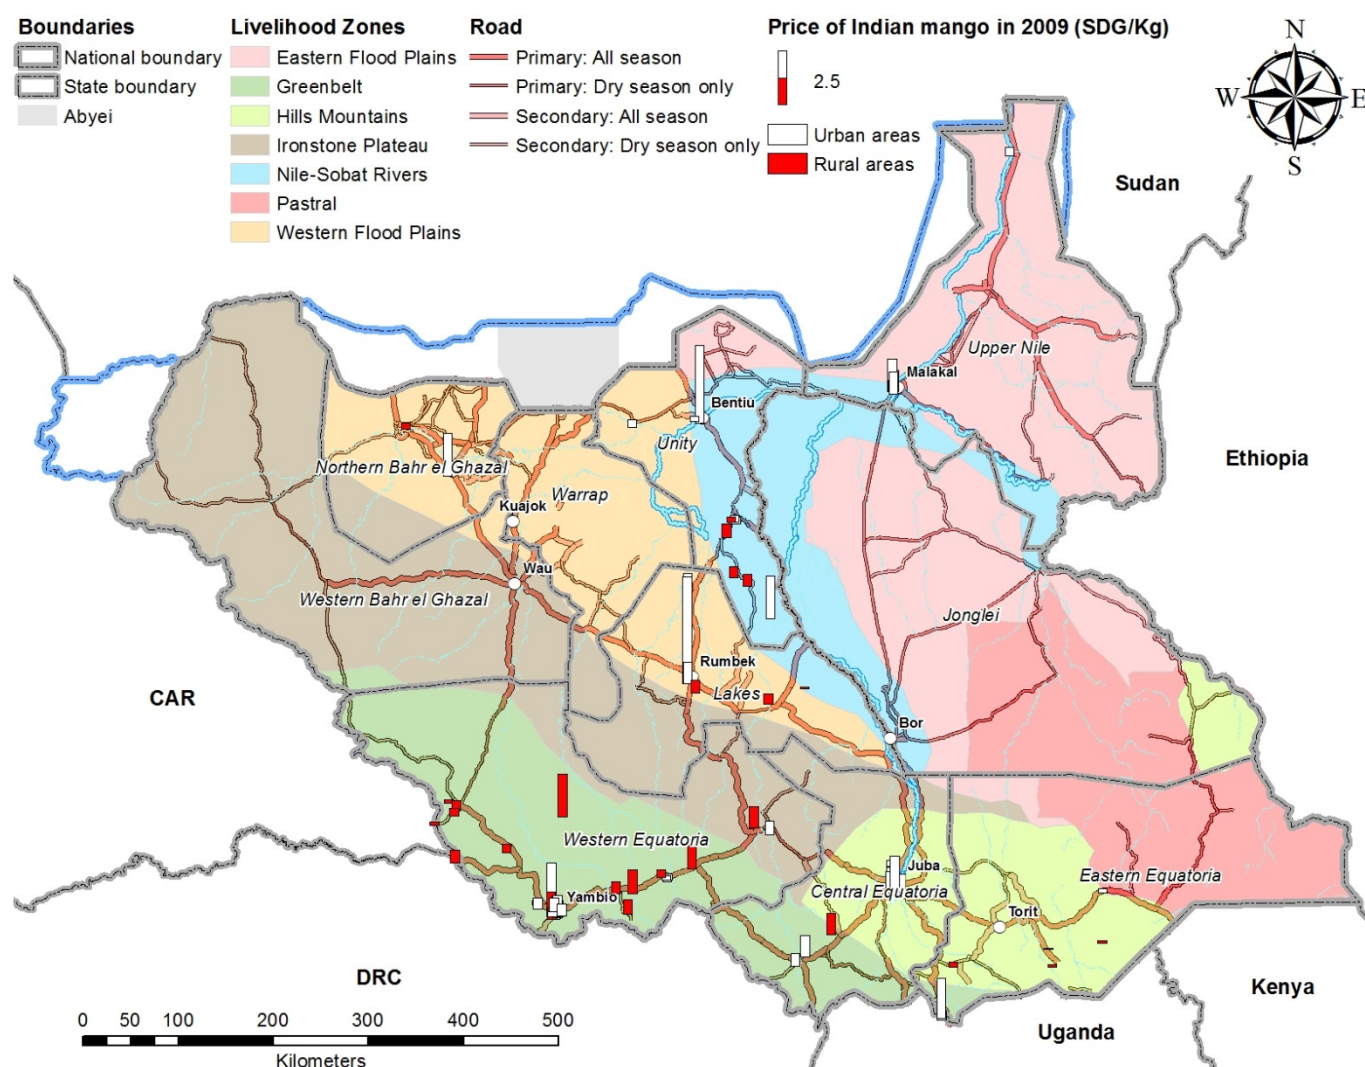 Boundaries
National boundary
State boundary
Abyei
Livelihood Zones
Eastern Flood Plains
Greenbelt
Hills Mountains
Ironstone Plateau
Nile-Sobat Rivers
Pastral
Western Flood Plains
Road
Primary: All season
Primary: Dry season only
Secondary: All season
Secondary: Dry season only
Price of Indian mango in 2009 (SDG/Kg)
2.5
Urban areas
Rural areas
N
W E
S
Sudan
Upper Nile
Malakal
Bentiu
Unity
Ethiopia
Northern Bahr el Ghazal
Warrap
Kuajok
Wau
Western Bahr el Ghazal
Jonglei
Rumbek
Lakes
CAR
Bor
Western Equatoria
Juba
Central Equatoria
Eastern Equatoria
Yambio
Torit
DRC
Kenya
Uganda
0 50 100 200 300 400 500
Kilometers